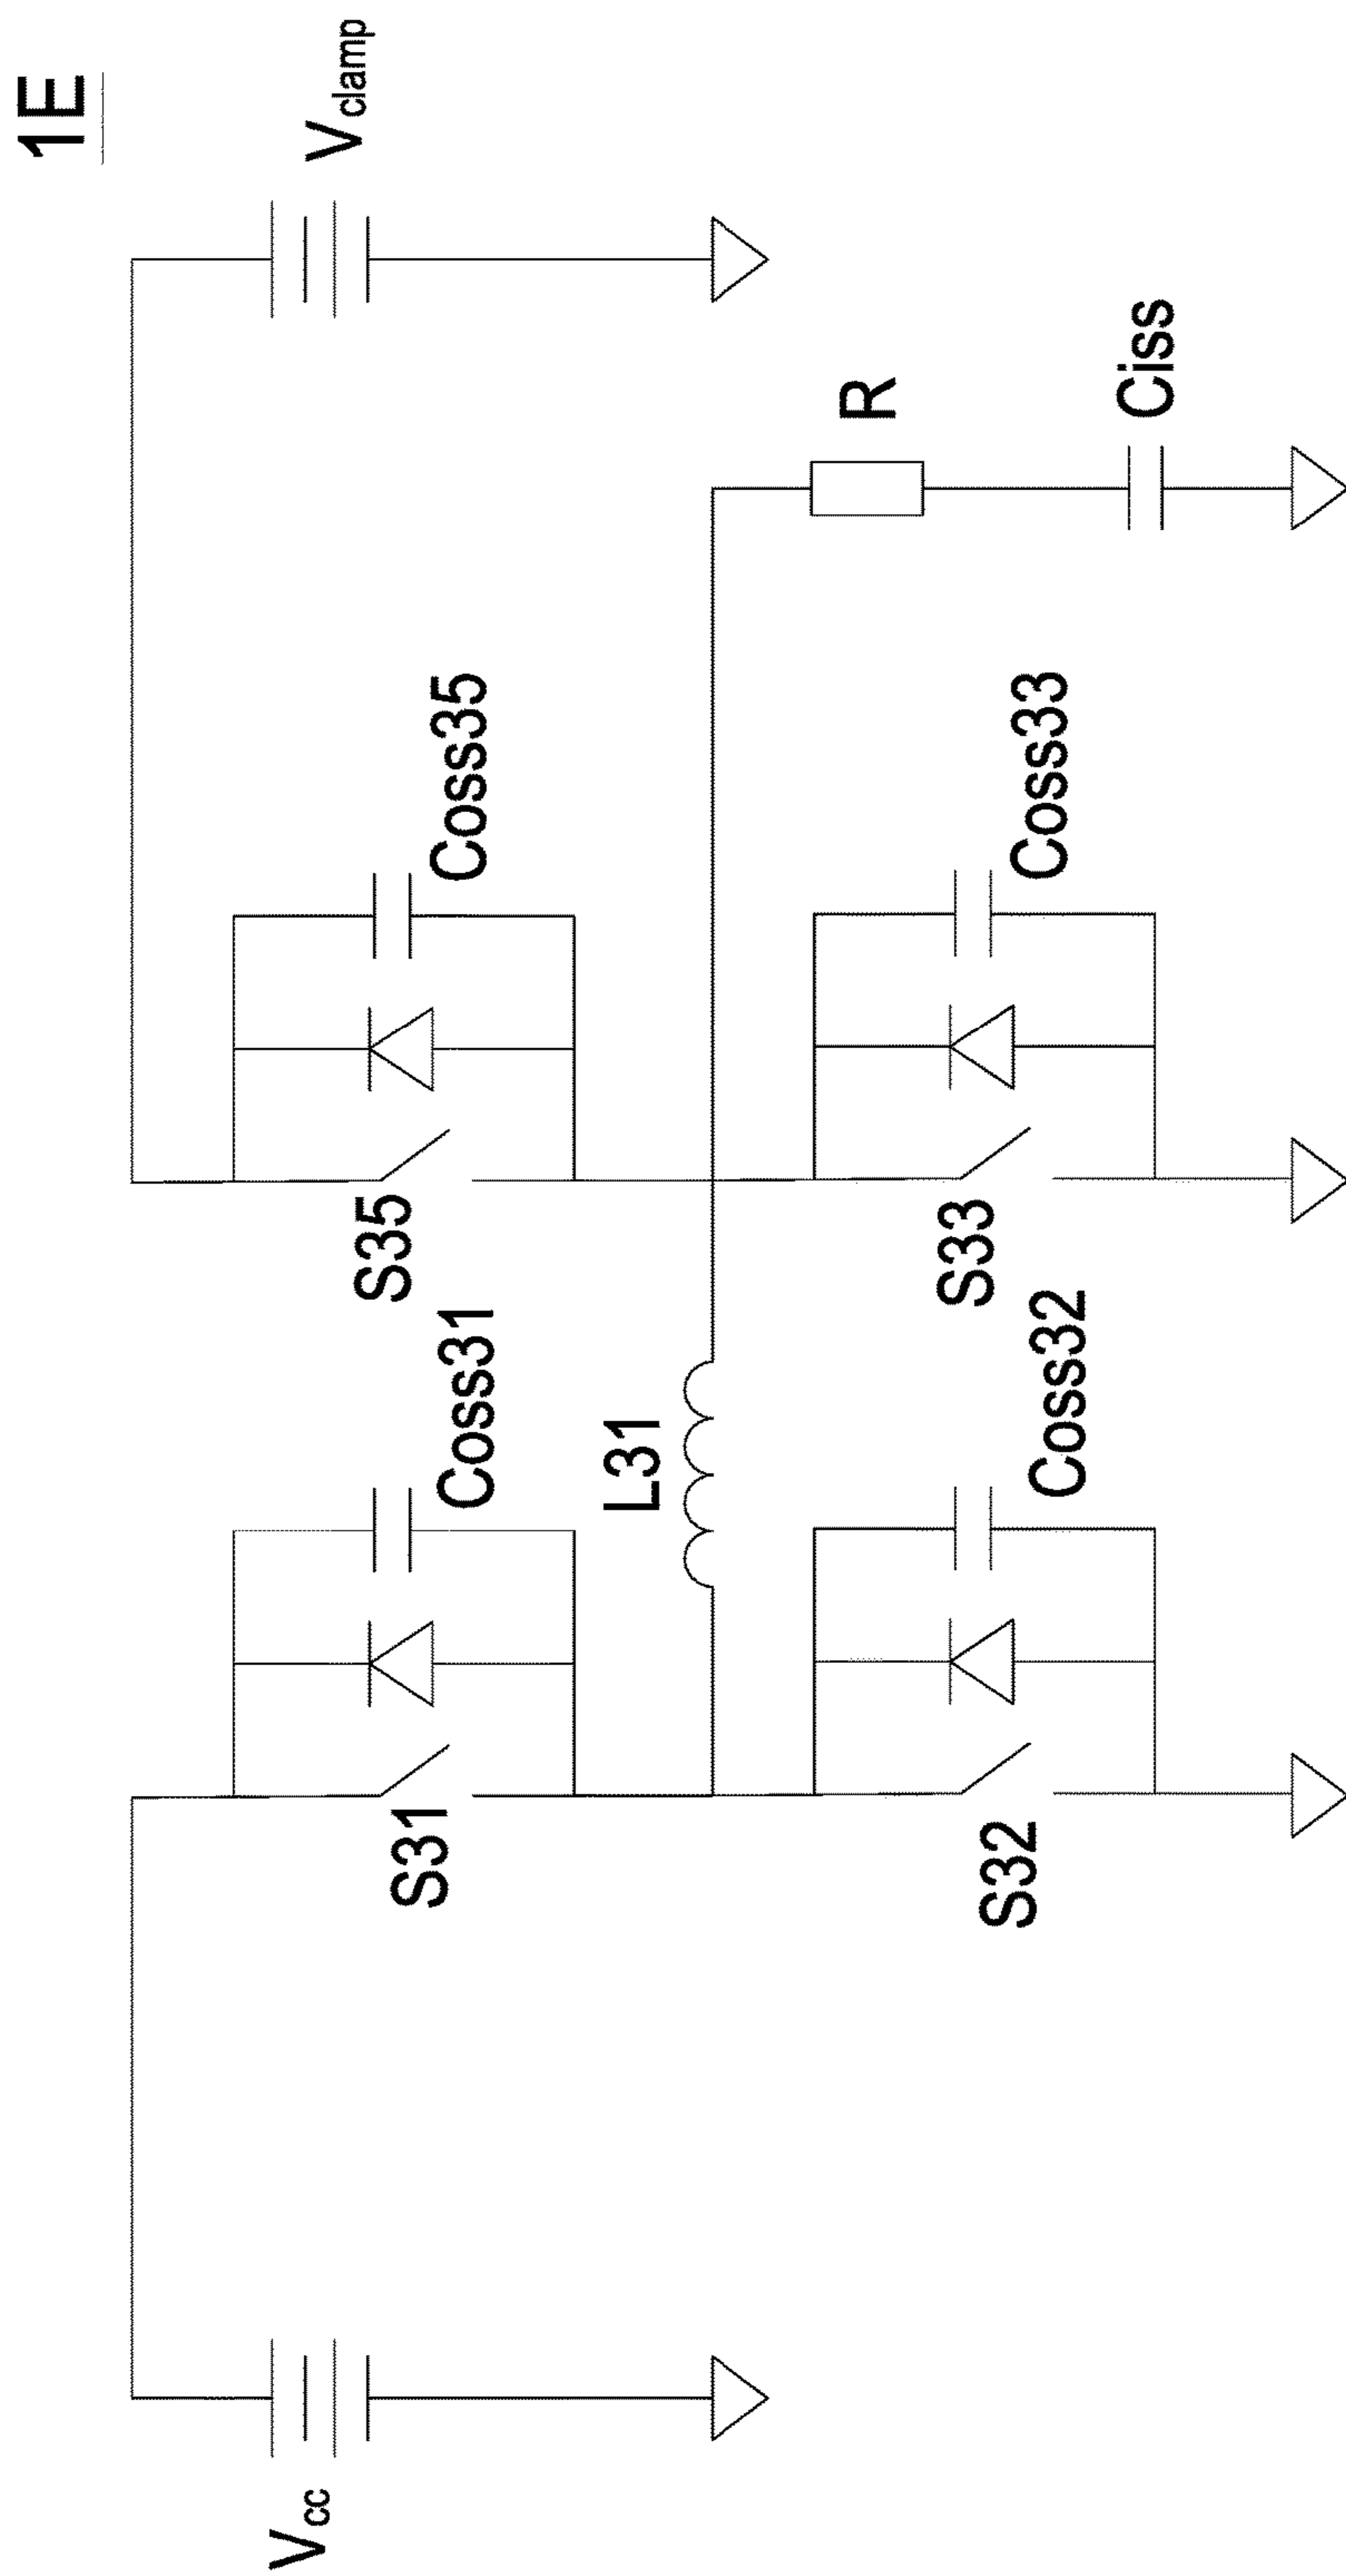 1E
Vcc
Vclamp
S31
Coss31
S35
Coss35
L31
R
S32
Coss32
S33
Coss33
Ciss